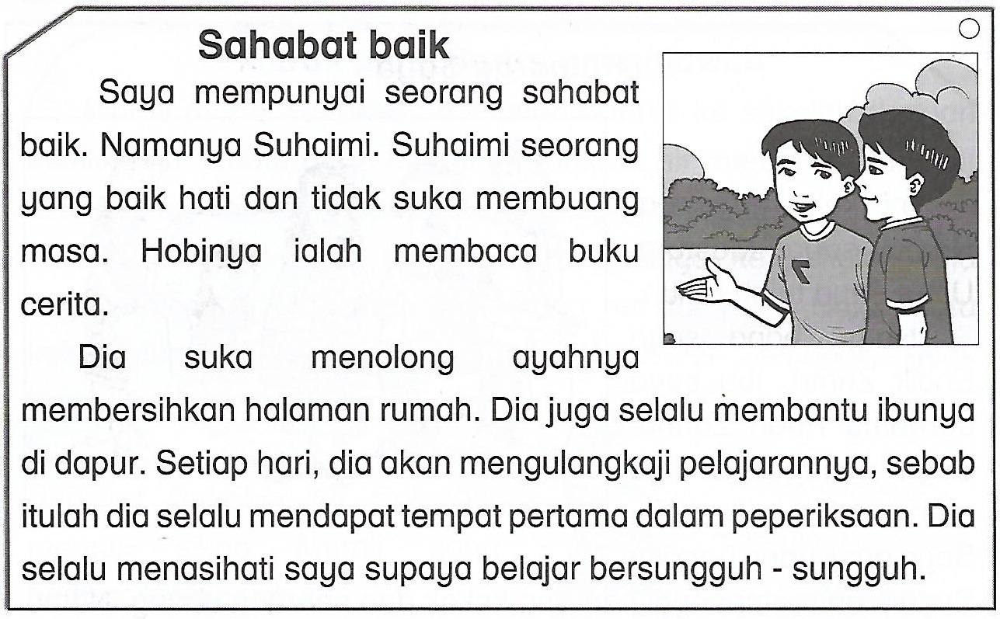 Sahabat baik
Saya mempunyai seorang sahabat
baik. Namanya Suhaimi. Suhaimi seorang
yang baik hati dan tidak suka membuang
masa. Hobinya ialah membaca buku
cerita.
Dia suka menolong ayahnya
membersihkan halaman rumah. Dia juga selalu membantu ibunya
di dapur. Setiap hari, dia akan mengulangkaji pelajarannya, sebab
itulah dia selalu mendapat tempat pertama dalam peperiksaan. Dia
selalu menasihati saya supaya belajar bersungguh - sungguh.